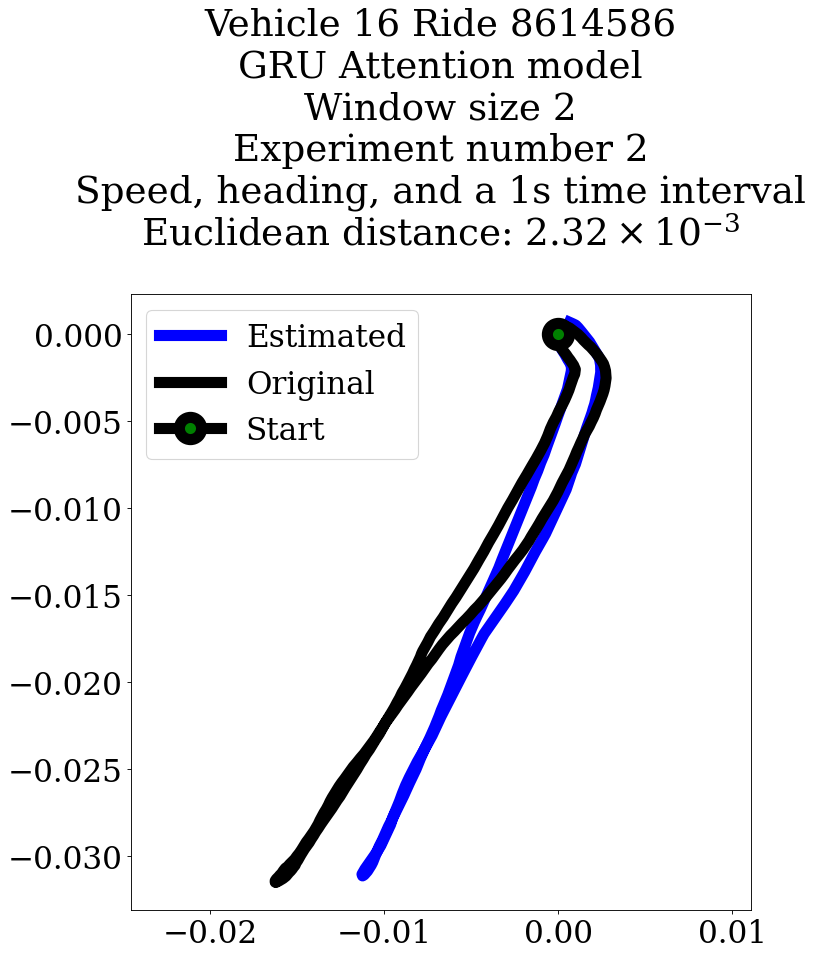 Vehicle 16 Ride 8614586
GRU Attention model
Window size 2
Experiment number 2
Speed, heading, and a 1s time interval
Euclidean distance: 2.32 × 10⁻³
Estimated
Original
Start
0.000
−0.005
−0.010
−0.015
−0.020
−0.025
−0.030
−0.02 −0.01 0.00 0.01